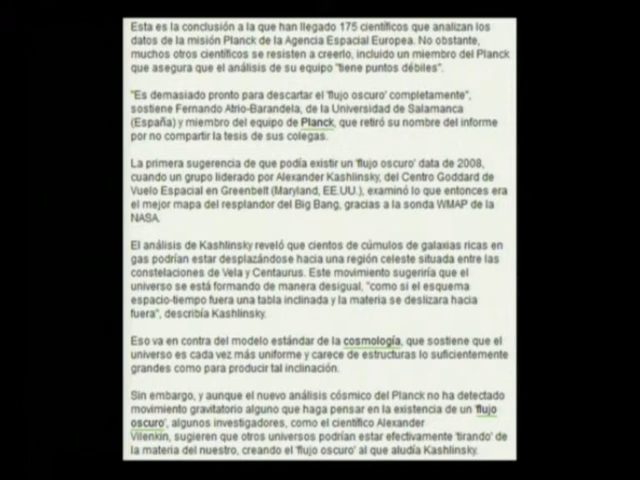 Esta es la conclusión a la que han llegado 175 científicos que analizan los
datos de la misión Planck de la Agencia Espacial Europea. No obstante,
muchos otros científicos se resisten a creerlo, incluido un miembro del Planck
que asegura que el análisis de su equipo "tiene puntos débiles".
"Es demasiado pronto para descartar el 'flujo oscuro' completamente",
sostiene Fernando Atrio-Barandela, de la Universidad de Salamanca
(España) y miembro del equipo de Planck, que retiró su nombre del informe
por no compartir la tesis de sus colegas.
La primera sugerencia de que podía existir un 'flujo oscuro' data de 2008,
cuando un grupo liderado por Alexander Kashlinsky, del Centro Goddard de
Vuelo Espacial en Greenbelt (Maryland, EE.UU.), examinó lo que entonces era
el mejor mapa del resplandor del Big Bang, gracias a la sonda WMAP de la
NASA.
El análisis de Kashlinsky reveló que cientos de cúmulos de galaxias ricas en
gas podrían estar desplazándose hacia una región celeste situada entre las
constelaciones de Vela y Centaurus. Este movimiento sugeriría que el
universo se está formando de manera desigual, "como si el esquema
espacio-tiempo fuera una tabla inclinada y la materia se deslizara hacia
fuera", describía Kashlinsky.
Eso va en contra del modelo estándar de la cosmología, que sostiene que el
universo es cada vez más uniforme y carece de estructuras lo suficientemente
grandes como para producir tal inclinación.
Sin embargo, y aunque el nuevo análisis cósmico del Planck no ha detectado
movimiento gravitatorio alguno que haga pensar en la existencia de un 'flujo
oscuro', algunos investigadores, como el científico Alexander
Vilenkin, sugieren que otros universos podrían estar efectivamente 'tirando' de
la materia del nuestro, creando el 'flujo oscuro' al que aludía Kashlinsky.